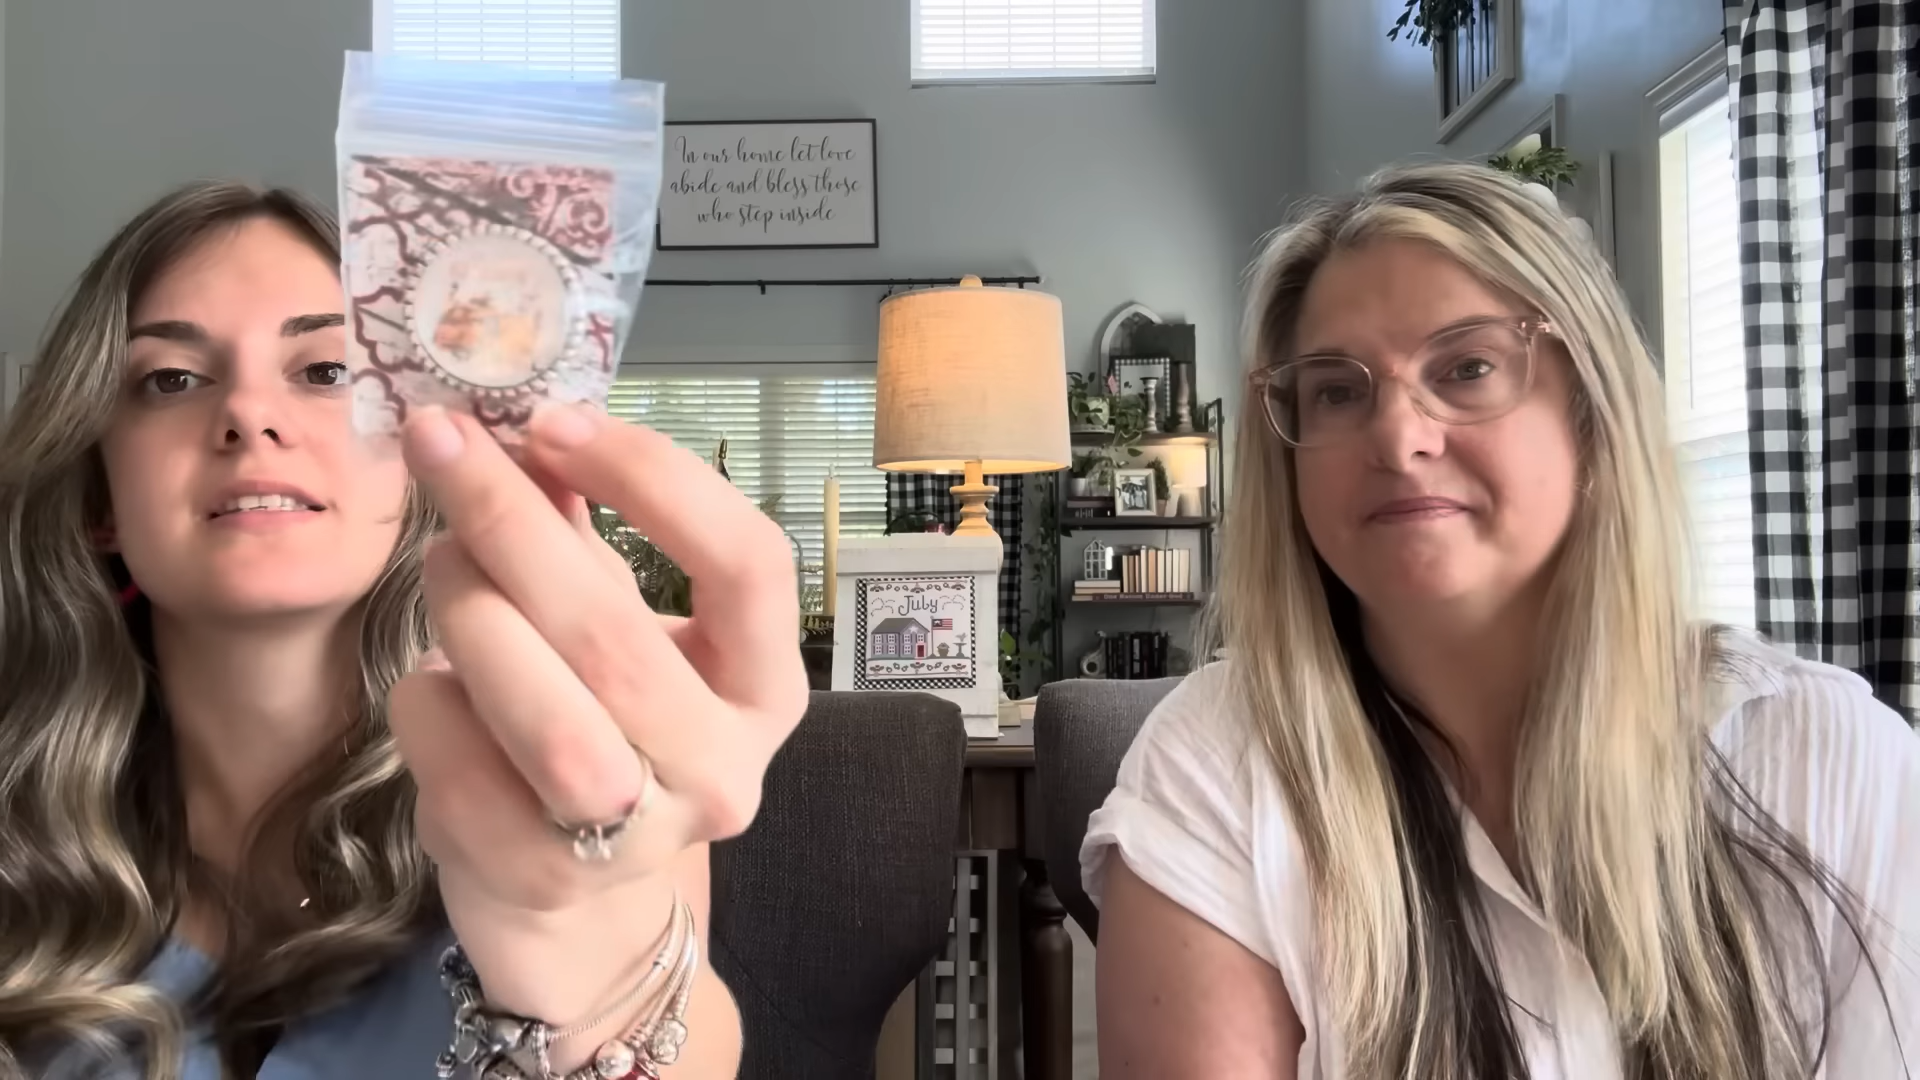 In our home let love
abide and bless those
who step inside
July